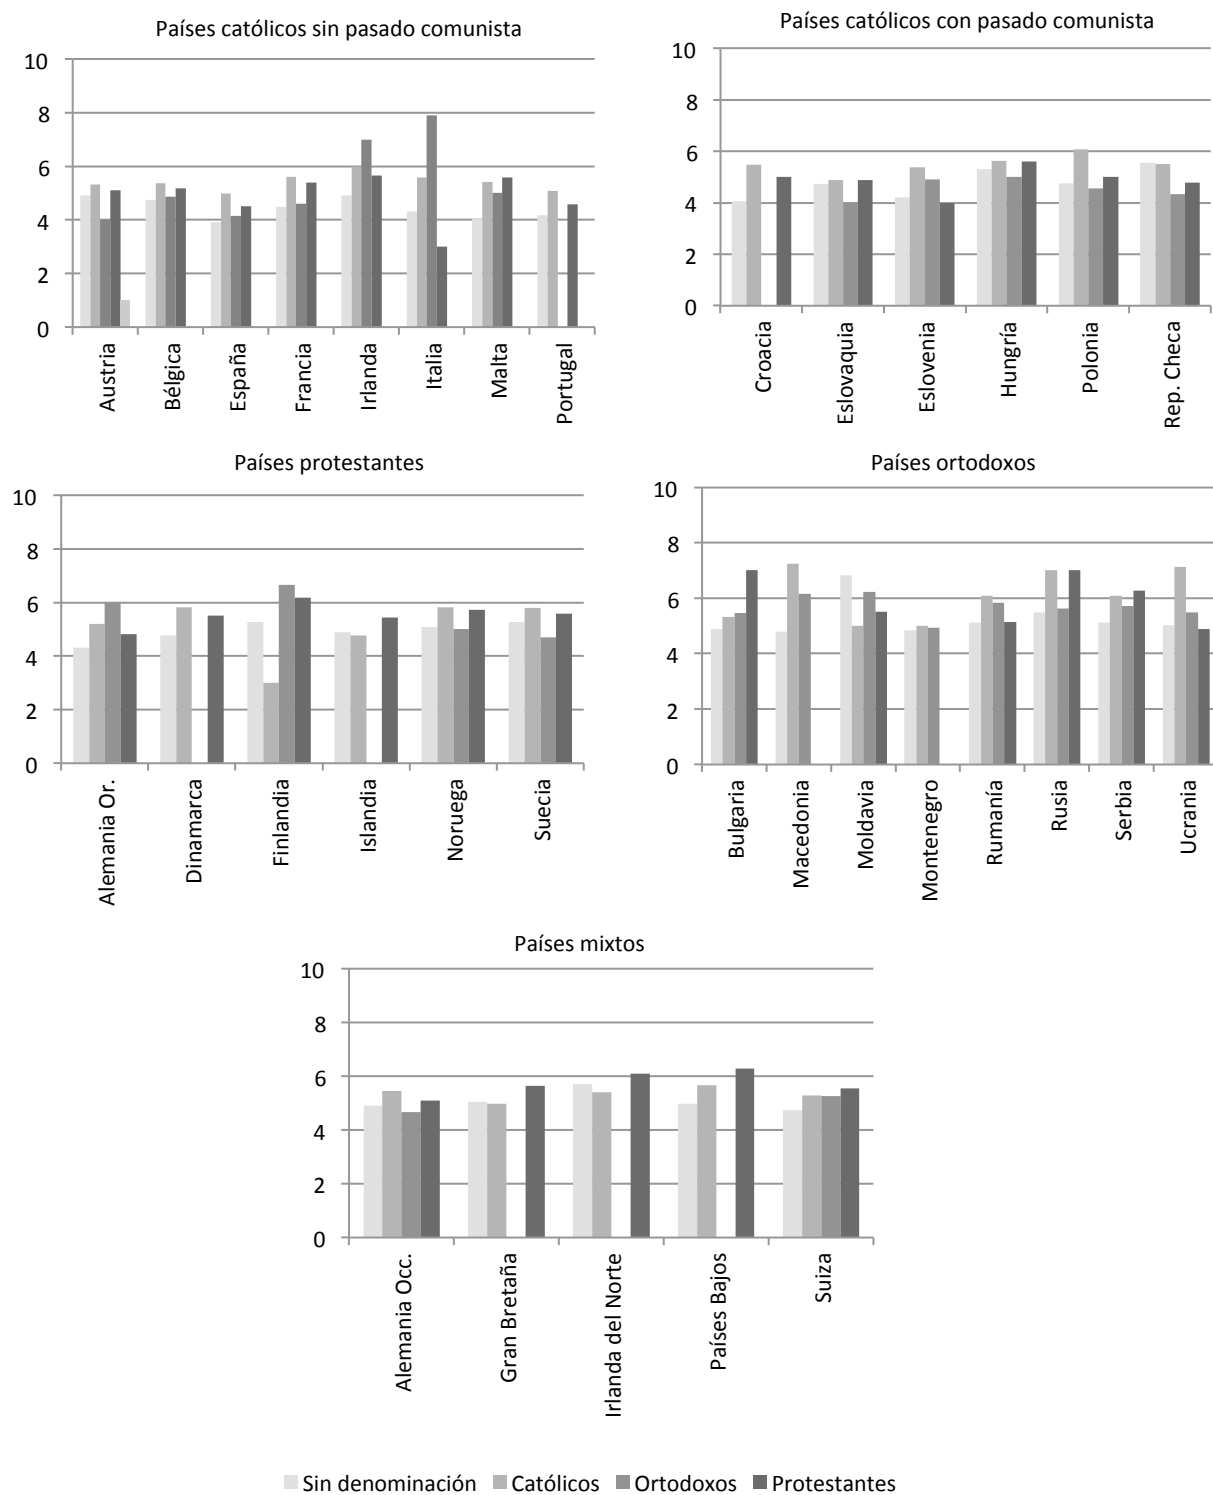 Países católicos sin pasado comunista
10
8
6
4
2
0
Austria
Bélgica
España
Francia
Irlanda
Italia
Malta
Portugal
Países católicos con pasado comunista
10
8
6
4
2
0
Croacia
Eslovaquia
Eslovenia
Hungría
Polonia
Rep. Checa
Países protestantes
10
8
6
4
2
0
Alemania Or.
Dinamarca
Finlandia
Islandia
Noruega
Suecia
Países ortodoxos
10
8
6
4
2
0
Bulgaria
Macedonia
Moldavia
Montenegro
Rumanía
Rusia
Serbia
Ucrania
Países mixtos
10
8
6
4
2
0
Alemania Occ.
Gran Bretaña
Irlanda del Norte
Países Bajos
Suiza
Sin denominación Católicos Ortodoxos Protestantes